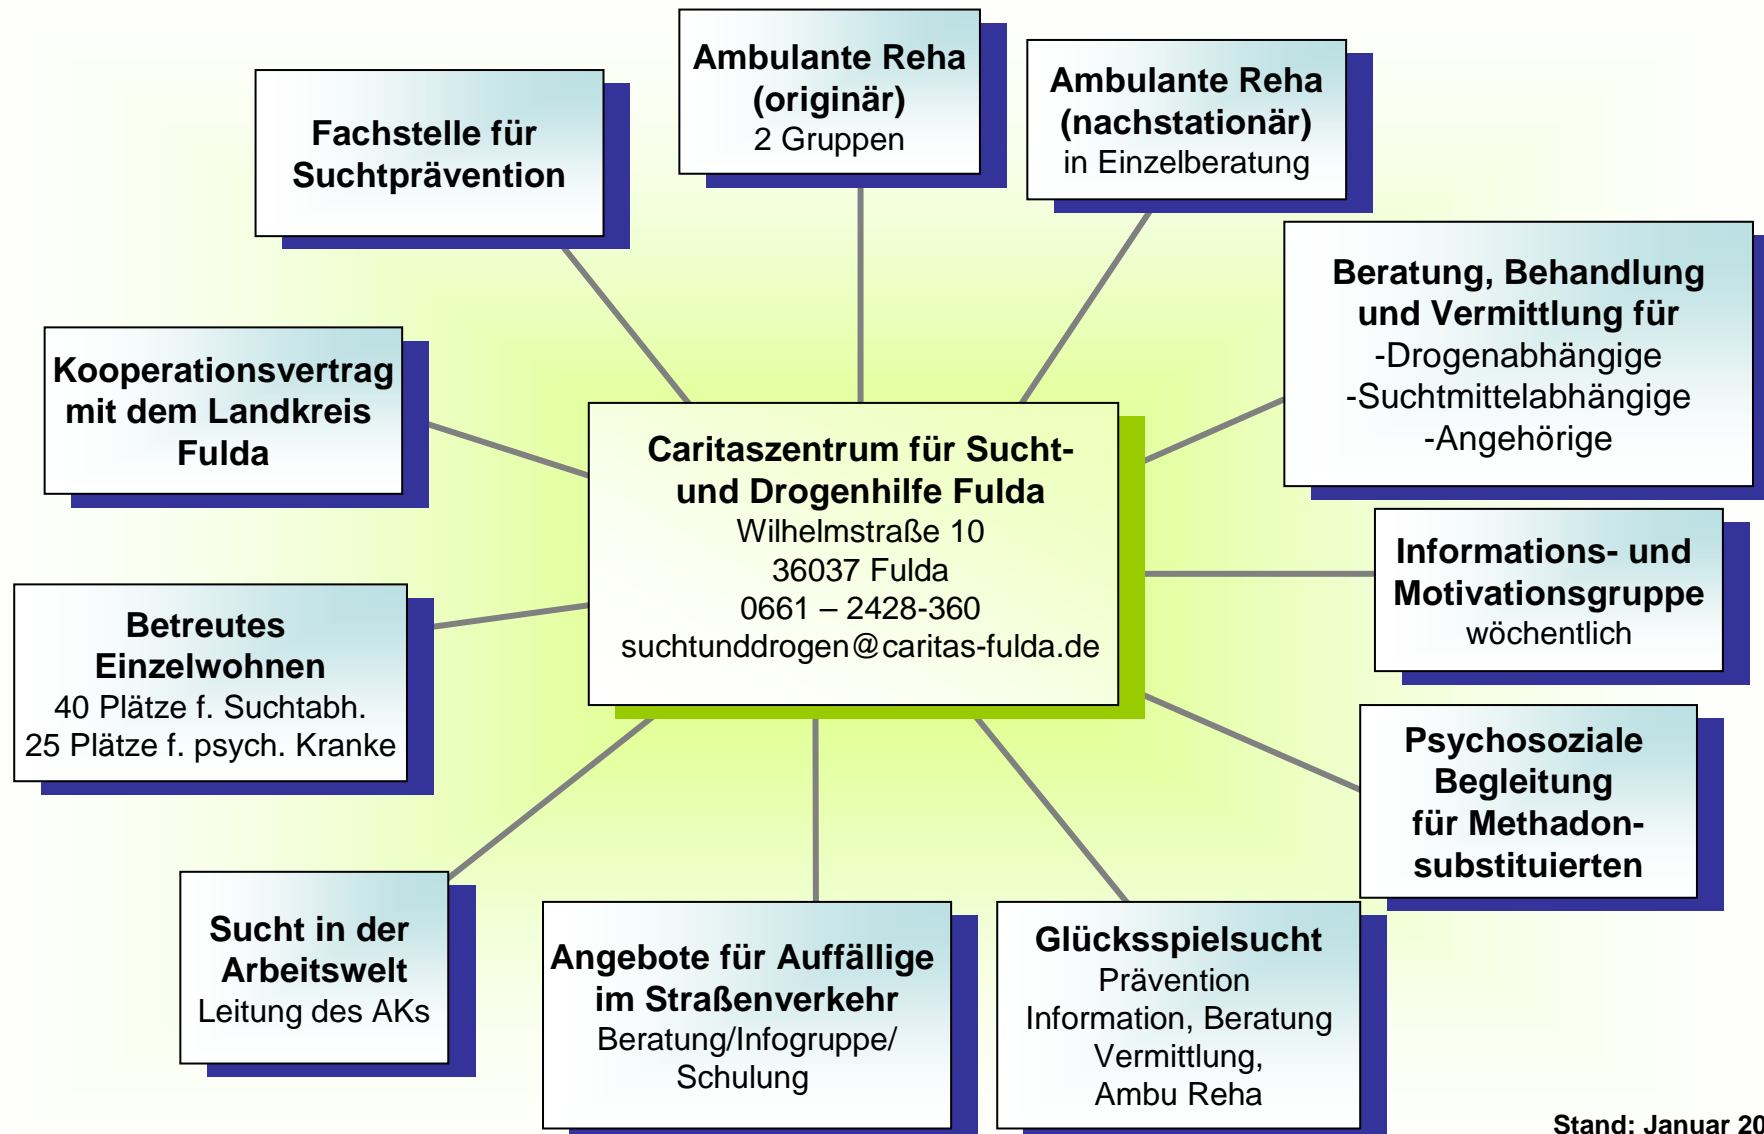 Ambulante Reha
(originär)
2 Gruppen
Ambulante Reha
(nachstationär)
in Einzelberatung
Fachstelle für
Suchtprävention
Beratung, Behandlung
und Vermittlung für
-Drogenabhängige
-Suchtmittelabhängige
-Angehörige
Kooperationsvertrag
mit dem Landkreis
Fulda
Caritaszentrum für Sucht-
und Drogenhilfe Fulda
Wilhelmstraße 10
36037 Fulda
0661 – 2428-360
suchtunddrogen@caritas-fulda.de
Informations- und
Motivationsgruppe
wöchentlich
Betreutes
Einzelwohnen
40 Plätze f. Suchtabh.
25 Plätze f. psych. Kranke
Psychosoziale
Begleitung
für Methadon-
substituierten
Sucht in der
Arbeitswelt
Leitung des AKs
Angebote für Auffällige
im Straßenverkehr
Beratung/Infogruppe/
Schulung
Glücksspielsucht
Prävention
Information, Beratung
Vermittlung,
Ambu Reha
Stand: Januar 20